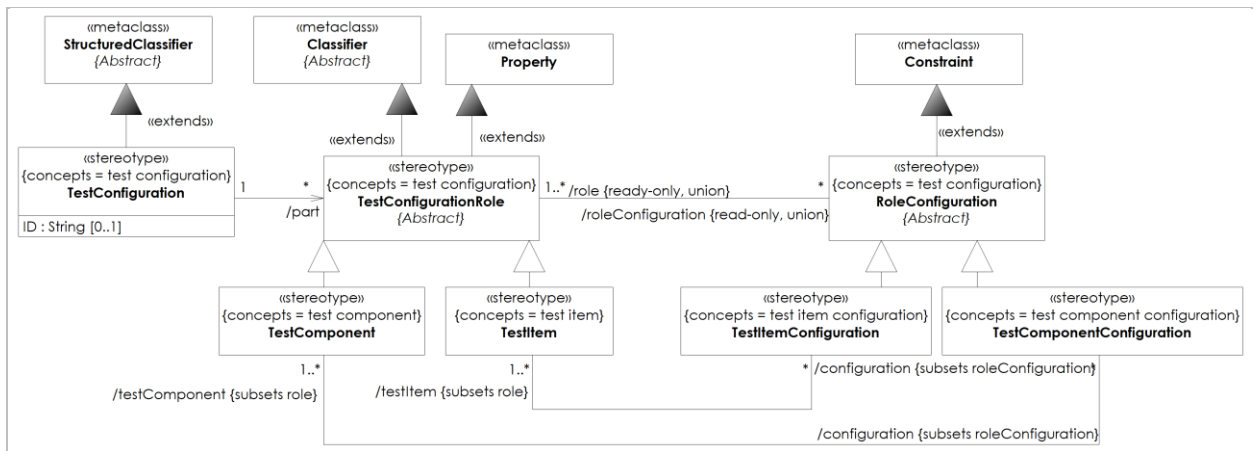 «metaclass»
StructuredClassifier
{Abstract}
«metaclass»
Classifier
{Abstract}
«metaclass»
Property
«metaclass»
Constraint
«extends»
«extends»
«extends»
«extends»
«stereotype»
{concepts = test configuration}
TestConfiguration
ID : String [0..1]
1
*
/part
«stereotype»
{concepts = test configuration}
TestConfigurationRole
{Abstract}
1..*
/role {ready-only, union}
*
/roleConfiguration {read-only, union}
«stereotype»
{concepts = test configuration}
RoleConfiguration
{Abstract}
«stereotype»
{concepts = test component}
TestComponent
«stereotype»
{concepts = test item}
TestItem
«stereotype»
{concepts = test item configuration}
TestItemConfiguration
«stereotype»
{concepts = test component configuration}
TestComponentConfiguration
1..*
/testComponent {subsets role}
1..*
/testItem {subsets role}
*
/configuration {subsets roleConfiguration}
*
/configuration {subsets roleConfiguration}